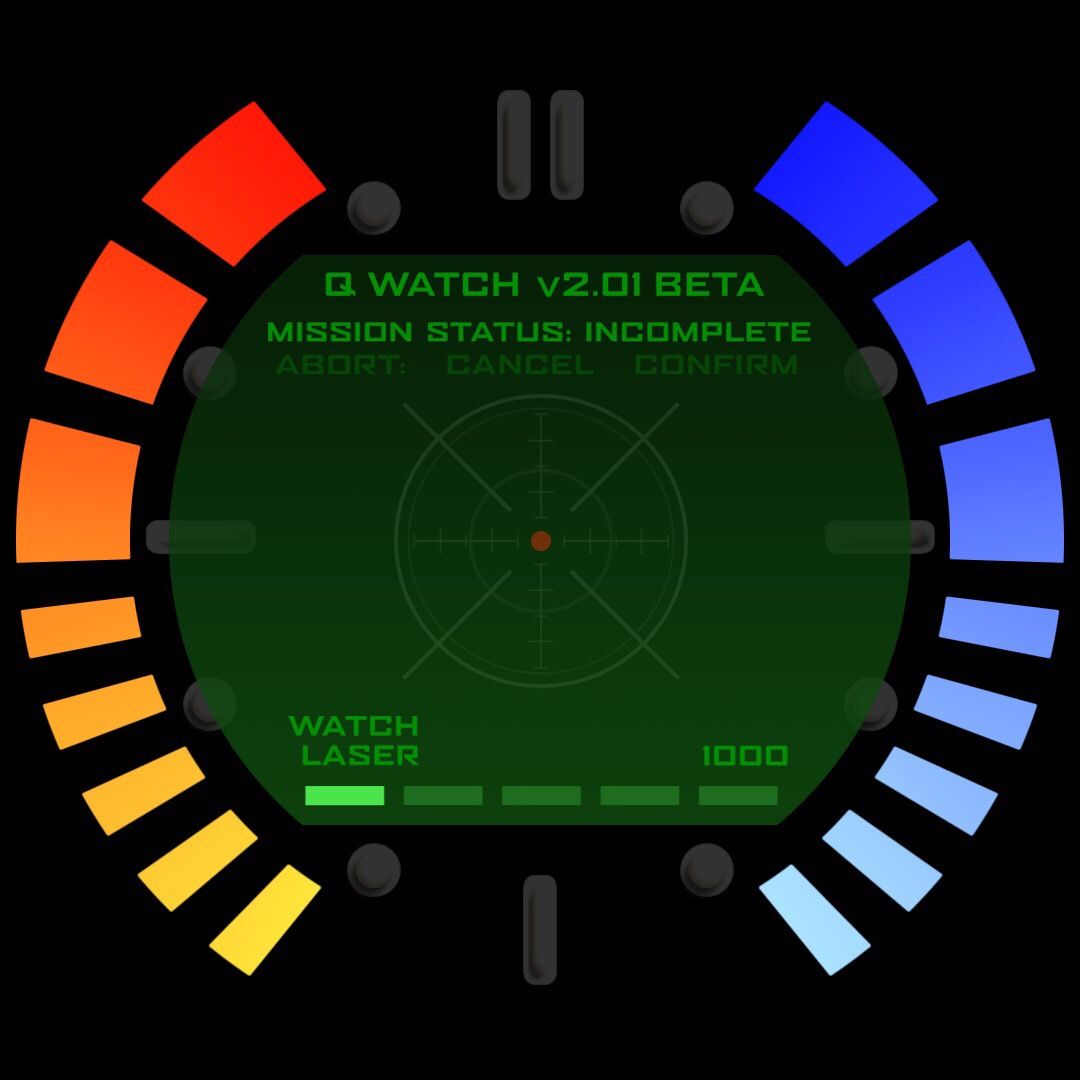 Q WATCH v2.01 BETA
MISSION STATUS: INCOMPLETE
ABORT: CANCEL CONFIRM
WATCH
LASER 1000